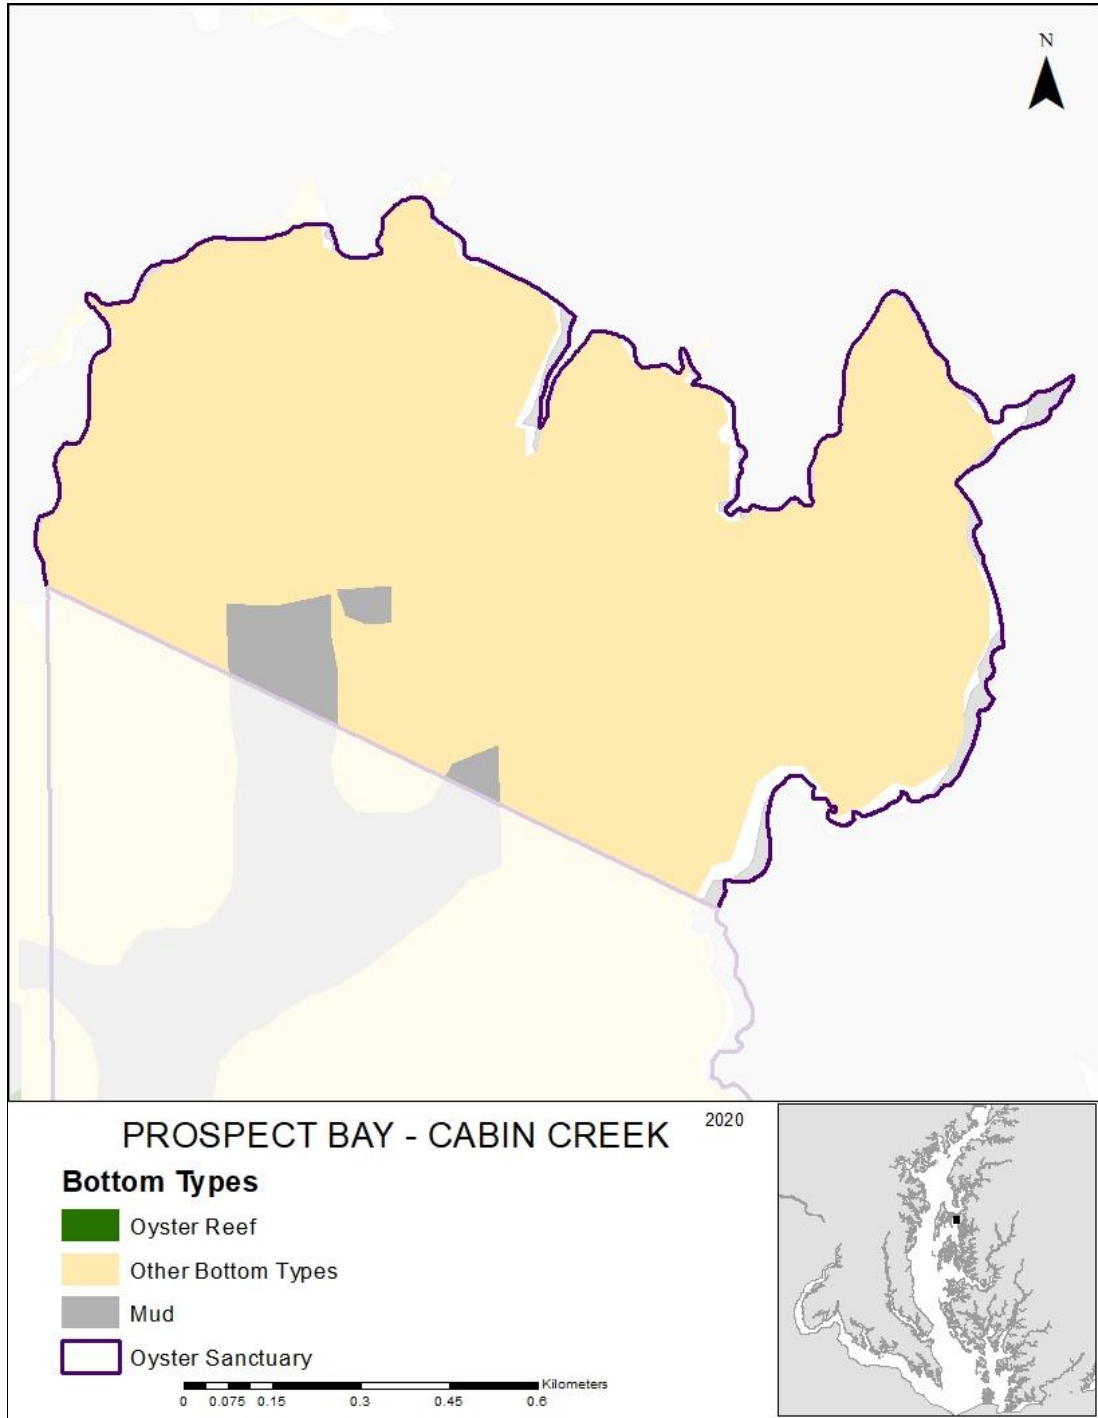 N
PROSPECT BAY - CABIN CREEK
2020
Bottom Types
Oyster Reef
Other Bottom Types
Mud
Oyster Sanctuary
Kilometers
0 0.075 0.15 0.3 0.45 0.6